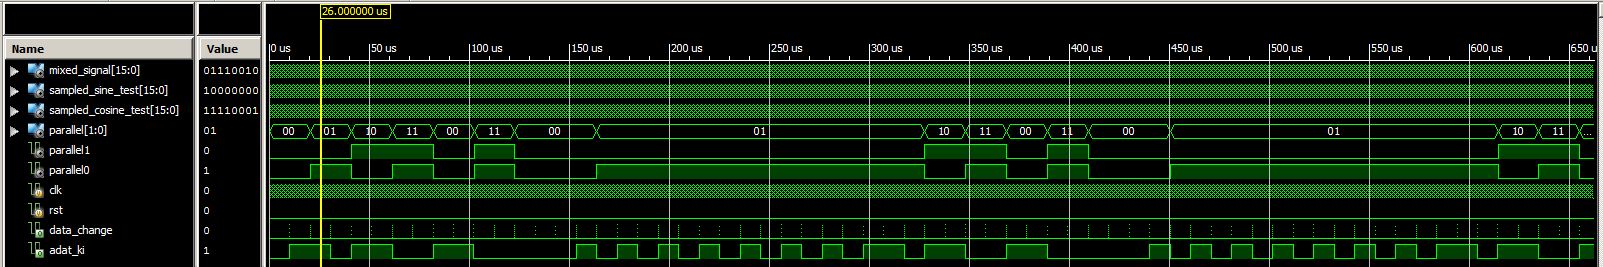 26.000000 us
Name Value 0 us 50 us 100 us 150 us 200 us 250 us 300 us 350 us 400 us 450 us 500 us 550 us 600 us 650 u
mixed_signal[15:0] 01110010
sampled_sine_test[15:0] 10000000
sampled_cosine_test[15:0] 11110001
parallel[1:0] 01 00 01 10 11 00 11 00 01 10 11 00 11 00 01 10 11 ...
parallel1 0
parallel0 1
clk 0
rst 0
data_change 0
adat_ki 1